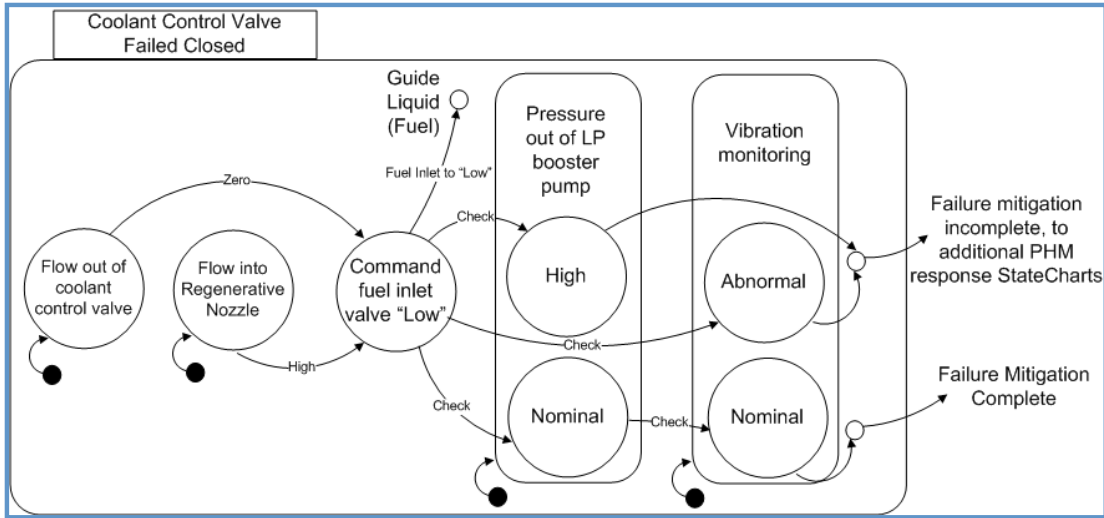 Coolant Control Valve
Failed Closed
Guide
Liquid
(Fuel)
Pressure
out of LP
booster
pump
Vibration
monitoring
Zero
Fuel Inlet to “Low”
Check
Failure mitigation
incomplete, to
additional PHM
response StateCharts
Flow out of
coolant
control valve
Flow into
Regenerative
Nozzle
Command
fuel inlet
valve “Low”
High
Abnormal
High
Check
Check
Nominal
Check
Nominal
Failure Mitigation
Complete